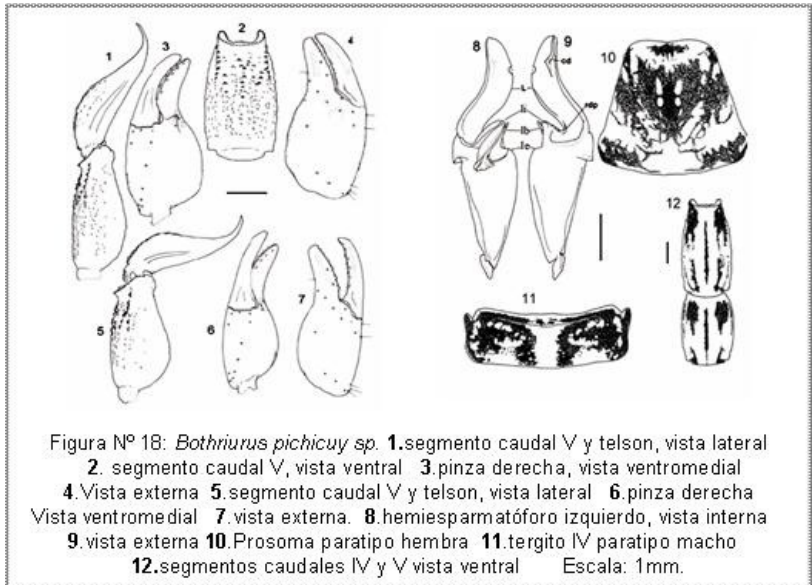 1
3
2
4
5
6
7
8
9
cd
10
rdp
11
12
Figura Nº 18: Bothriurus pichicuy sp. 1.segmento caudal V y telson, vista lateral
2. segmento caudal V, vista ventral 3.pinza derecha, vista ventromedial
4.Vista externa 5.segmento caudal V y telson, vista lateral 6.pinza derecha
Vista ventromedial 7.vista externa. 8.hemiesparmatóforo izquierdo, vista interna
9.vista externa 10.Prosoma paratipo hembra 11.tergito IV paratipo macho
12.segmentos caudales IV y V vista ventral Escala: 1mm.